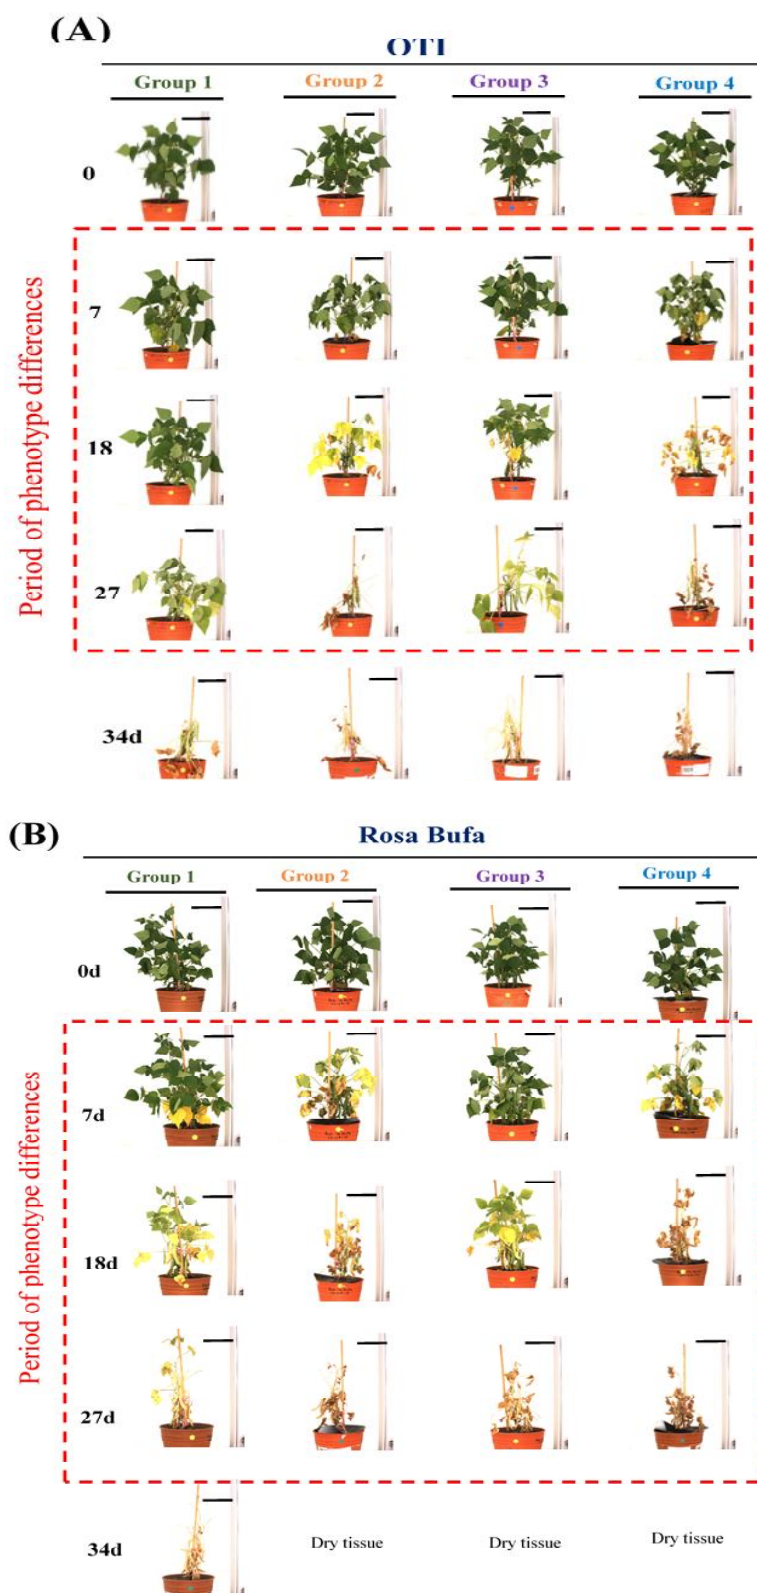 (A)
OTI
Group 1 Group 2 Group 3 Group 4
0
Period of phenotype differences
7
18
27
34d
(B)
Rosa Bufa
Group 1 Group 2 Group 3 Group 4
0d
Period of phenotype differences
7d
18d
27d
34d
Dry tissue Dry tissue Dry tissue